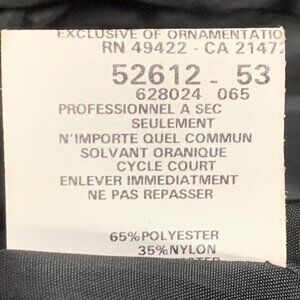 EXCLUSIVE OF ORNAMENTATIO
RN 49422 - CA 21472
52612 - 53
628024 065
PROFESSIONNEL A SEC
SEULEMENT
N'IMPORTE QUEL COMMUN
SOLVANT ORANIQUE
CYCLE COURT
ENLEVER IMMEDIATMENT
NE PAS REPASSER
65%POLYESTER
35%NYLON